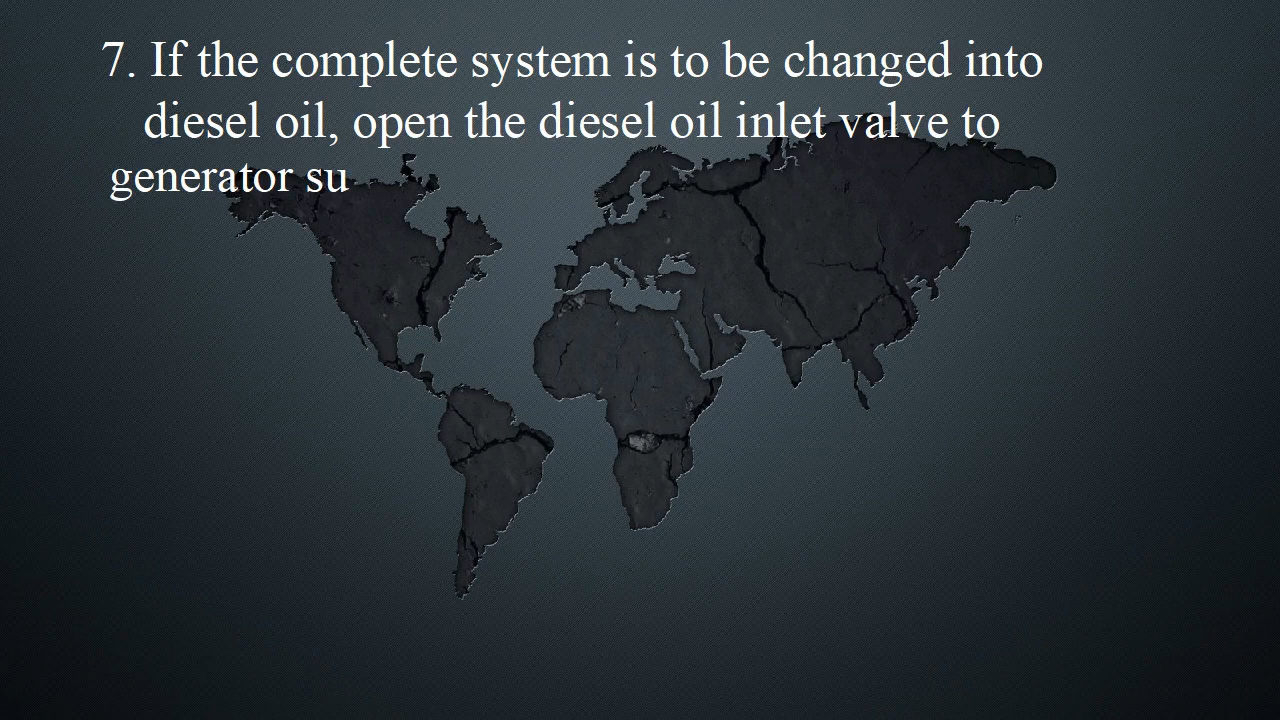 7. If the complete system is to be changed into
diesel oil, open the diesel oil inlet valve to
generator su